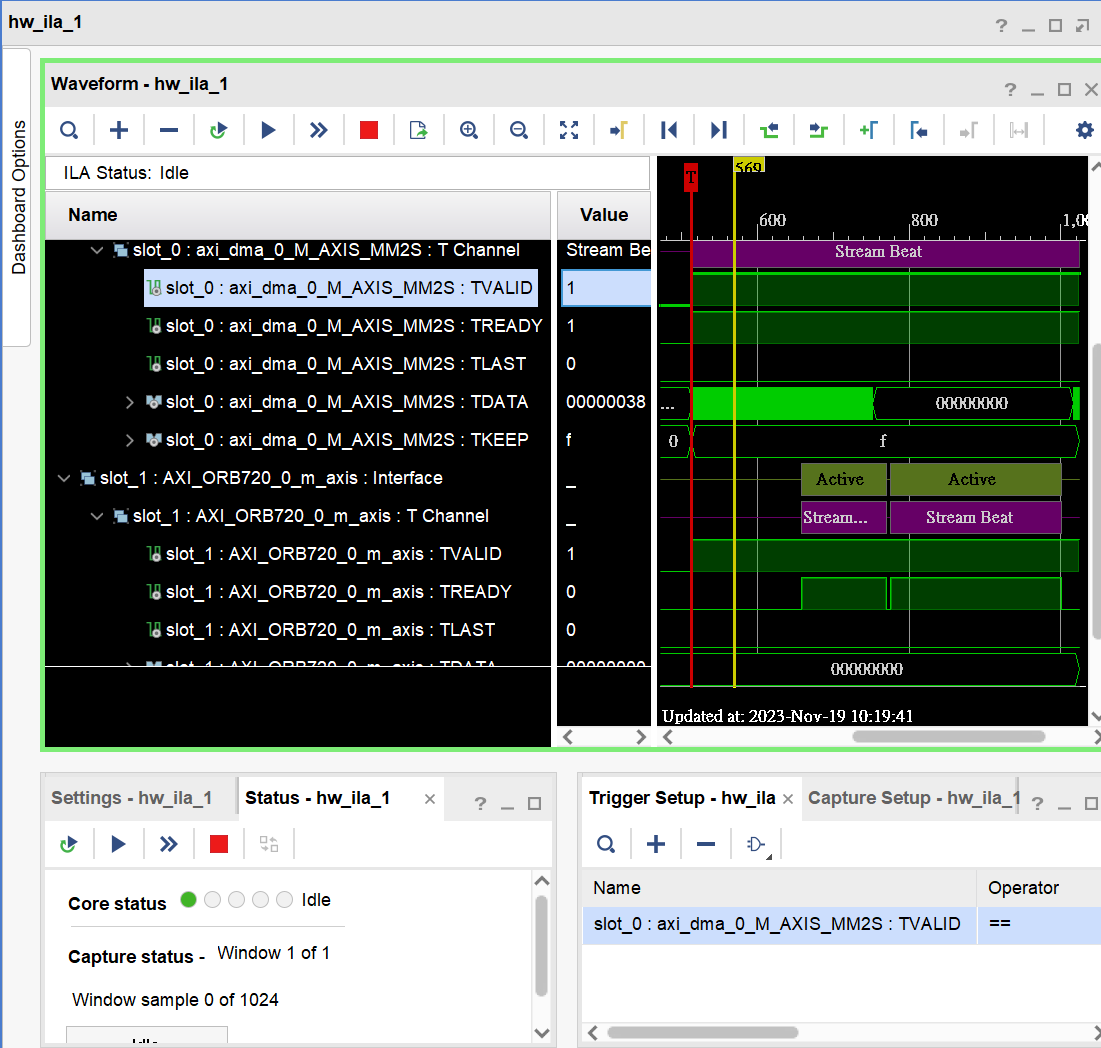 hw_ila_1
?
Dashboard Options
Waveform - hw_ila_1
?
ILA Status: Idle
Name
Value
T
569
600
800
1,0
slot_0 : axi_dma_0_M_AXIS_MM2S : T Channel
Stream Be
Stream Beat
slot_0 : axi_dma_0_M_AXIS_MM2S : TVALID
1
slot_0 : axi_dma_0_M_AXIS_MM2S : TREADY
1
slot_0 : axi_dma_0_M_AXIS_MM2S : TLAST
0
slot_0 : axi_dma_0_M_AXIS_MM2S : TDATA
00000038
...
00000000
slot_0 : axi_dma_0_M_AXIS_MM2S : TKEEP
f
0
f
slot_1 : AXI_ORB720_0_m_axis : Interface
_
Active
Active
slot_1 : AXI_ORB720_0_m_axis : T Channel
_
Stream...
Stream Beat
slot_1 : AXI_ORB720_0_m_axis : TVALID
1
slot_1 : AXI_ORB720_0_m_axis : TREADY
0
slot_1 : AXI_ORB720_0_m_axis : TLAST
0
slot_1 : AXI_ORB720_0_m_axis : TDATA
00000000
00000000
Updated at: 2023-Nov-19 10:19:41
Settings - hw_ila_1
Status - hw_ila_1
?
Core status
Idle
Capture status - Window 1 of 1
Window sample 0 of 1024
Idle
Trigger Setup - hw_ila
Capture Setup - hw_ila_1
?
Name
Operator
slot_0 : axi_dma_0_M_AXIS_MM2S : TVALID
==